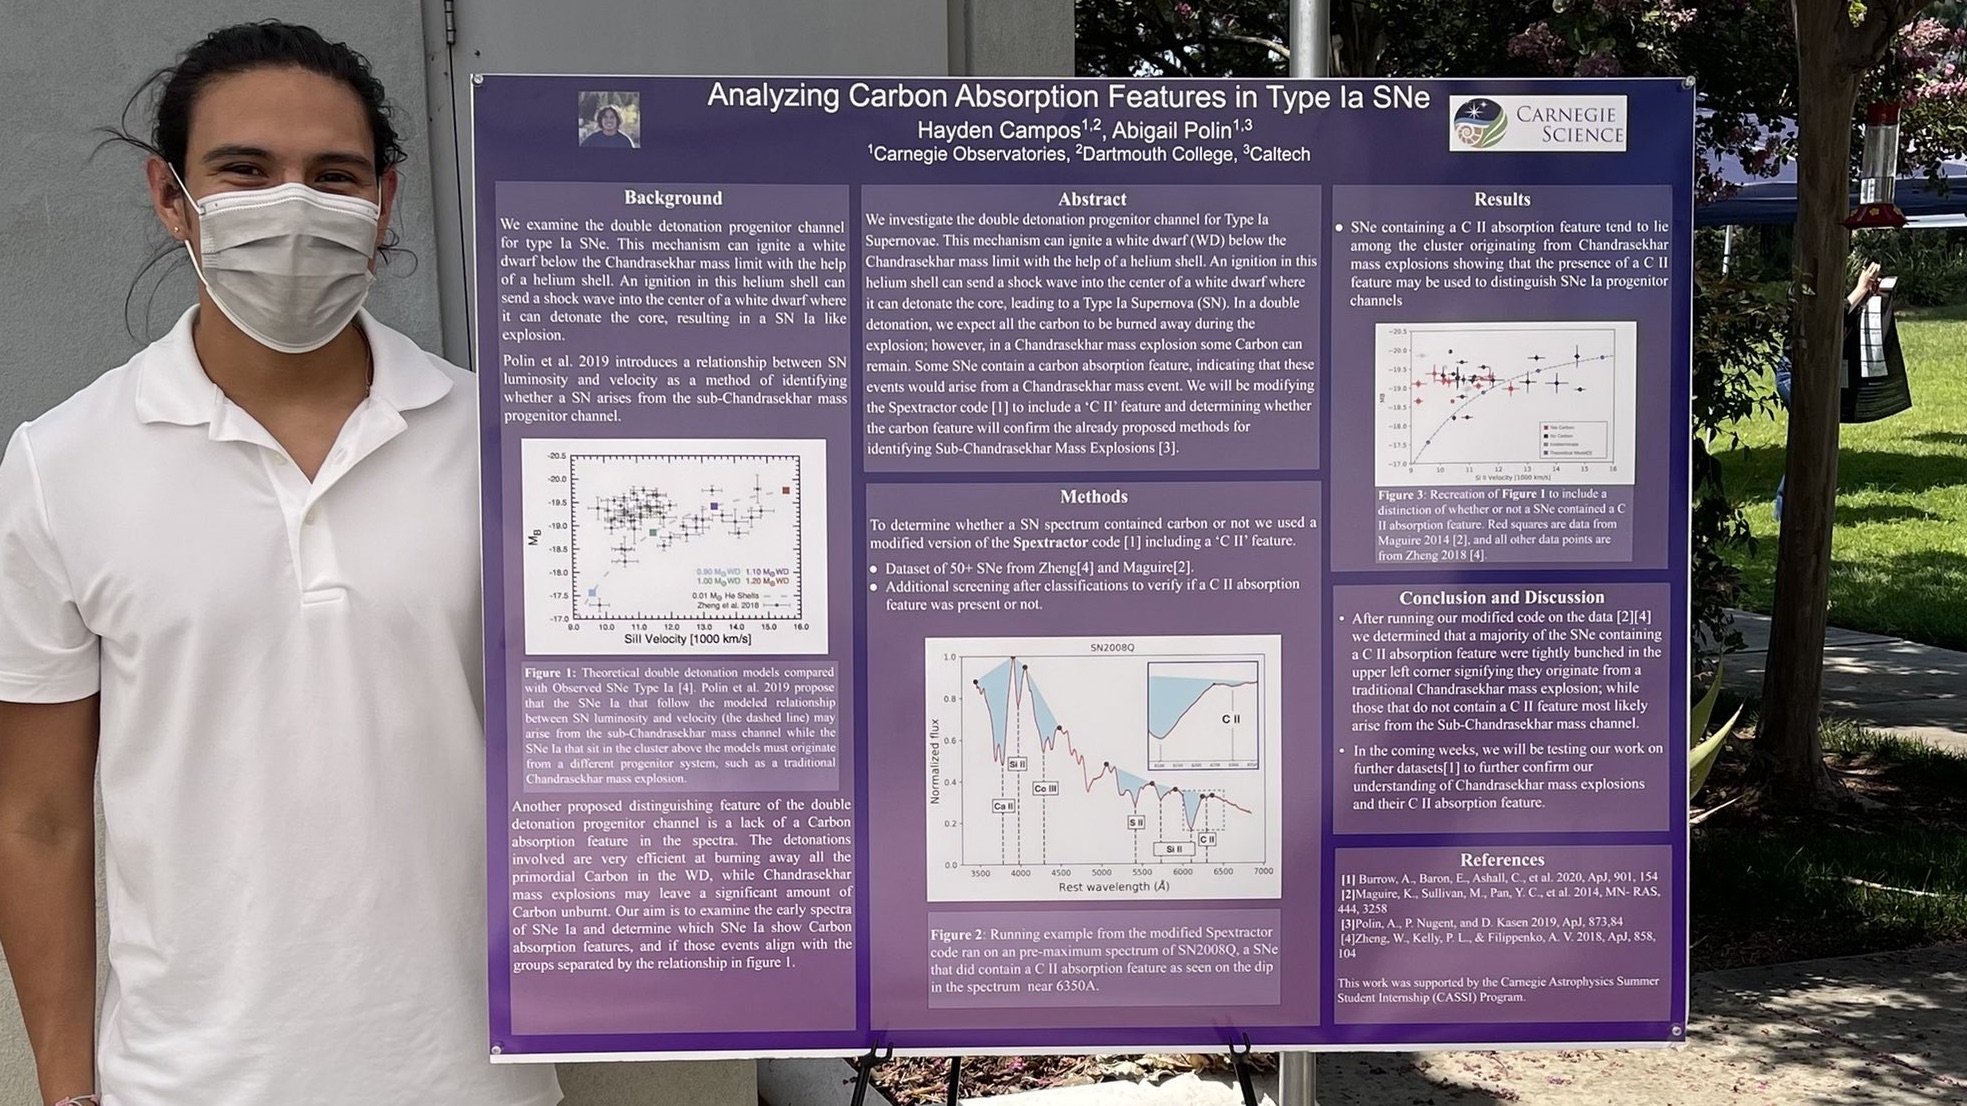 Analyzing Carbon Absorption Features in Type Ia SNe
Hayden Campos1,2, Abigail Polin1,3
1Carnegie Observatories, 2Dartmouth College, 3Caltech
CARNEGIE
SCIENCE
Background
We examine the double detonation progenitor channel
for type Ia SNe. This mechanism can ignite a white
dwarf below the Chandrasekhar mass limit with the help
of a helium shell. An ignition in this helium shell can
send a shock wave into the center of a white dwarf where
it can detonate the core, resulting in a SN Ia like
explosion.
Polin et al. 2019 introduces a relationship between SN
luminosity and velocity as a method of identifying
whether a SN arises from the sub-Chandrasekhar mass
progenitor channel.
-20.5
-20.0
-19.5
-19.0
-18.5
-18.0
-17.5
-17.0
MB
0.90 M⊙ WD 1.10 M⊙ WD
1.00 M⊙ WD 1.20 M⊙ WD
0.01 M⊙ He Shells
Zheng et al. 2018
9.0 10.0 11.0 12.0 13.0 14.0 15.0 16.0
SiII Velocity [1000 km/s]
Figure 1: Theoretical double detonation models compared
with Observed SNe Type Ia [4]. Polin et al. 2019 propose
that the SNe Ia that follow the modeled relationship
between SN luminosity and velocity (the dashed line) may
arise from the sub-Chandrasekhar mass channel while the
SNe Ia that sit in the cluster above the models must originate
from a different progenitor system, such as a traditional
Chandrasekhar mass explosion.
Another proposed distinguishing feature of the double
detonation progenitor channel is a lack of a Carbon
absorption feature in the spectra. The detonations
involved are very efficient at burning away all the
primordial Carbon in the WD, while Chandrasekhar
mass explosions may leave a significant amount of
Carbon unburnt. Our aim is to examine the early spectra
of SNe Ia and determine which SNe Ia show Carbon
absorption features, and if those events align with the
groups separated by the relationship in figure 1.
Abstract
We investigate the double detonation progenitor channel for Type Ia
Supernovae. This mechanism can ignite a white dwarf (WD) below the
Chandrasekhar mass limit with the help of a helium shell. An ignition in this
helium shell can send a shock wave into the center of a white dwarf where
it can detonate the core, leading to a Type Ia Supernova (SN). In a double
detonation, we expect all the carbon to be burned away during the
explosion; however, in a Chandrasekhar mass explosion some Carbon can
remain. Some SNe contain a carbon absorption feature, indicating that these
events would arise from a Chandrasekhar mass event. We will be modifying
the Spextractor code [1] to include a ‘C II’ feature and determining whether
the carbon feature will confirm the already proposed methods for
identifying Sub-Chandrasekhar Mass Explosions [3].
Methods
To determine whether a SN spectrum contained carbon or not we used a
modified version of the Spextractor code [1] including a ‘C II’ feature.
● Dataset of 50+ SNe from Zheng[4] and Maguire[2].
● Additional screening after classifications to verify if a C II absorption
feature was present or not.
SN2008Q
1.0
0.8
0.6
0.4
0.2
0.0
Normalized flux
C II
Si II
Ca II
Co III
S II
Si II
C II
3500 4000 4500 5000 5500 6000 6500 7000
Rest wavelength (Å)
Figure 2: Running example from the modified Spextractor
code ran on an pre-maximum spectrum of SN2008Q, a SNe
that did contain a C II absorption feature as seen on the dip
in the spectrum near 6350A.
Results
● SNe containing a C II absorption feature tend to lie
among the cluster originating from Chandrasekhar
mass explosions showing that the presence of a C II
feature may be used to distinguish SNe Ia progenitor
channels
-20.5
-20.0
-19.5
-19.0
-18.5
-18.0
-17.5
-17.0
MB
9 10 11 12 13 14 15 16
Si II Velocity [1000 km/s]
Figure 3: Recreation of Figure 1 to include a
distinction of whether or not a SNe contained a C
II absorption feature. Red squares are data from
Maguire 2014 [2], and all other data points are
from Zheng 2018 [4].
Conclusion and Discussion
• After running our modified code on the data [2][4]
we determined that a majority of the SNe containing
a C II absorption feature were tightly bunched in the
upper left corner signifying they originate from a
traditional Chandrasekhar mass explosion; while
those that do not contain a C II feature most likely
arise from the Sub-Chandrasekhar mass channel.
• In the coming weeks, we will be testing our work on
further datasets[1] to further confirm our
understanding of Chandrasekhar mass explosions
and their C II absorption feature.
References
[1] Burrow, A., Baron, E., Ashall, C., et al. 2020, ApJ, 901, 154
[2]Maguire, K., Sullivan, M., Pan, Y. C., et al. 2014, MN- RAS,
444, 3258
[3]Polin, A., P. Nugent, and D. Kasen 2019, ApJ, 873,84
[4]Zheng, W., Kelly, P. L., & Filippenko, A. V. 2018, ApJ, 858,
104
This work was supported by the Carnegie Astrophysics Summer
Student Internship (CASSI) Program.